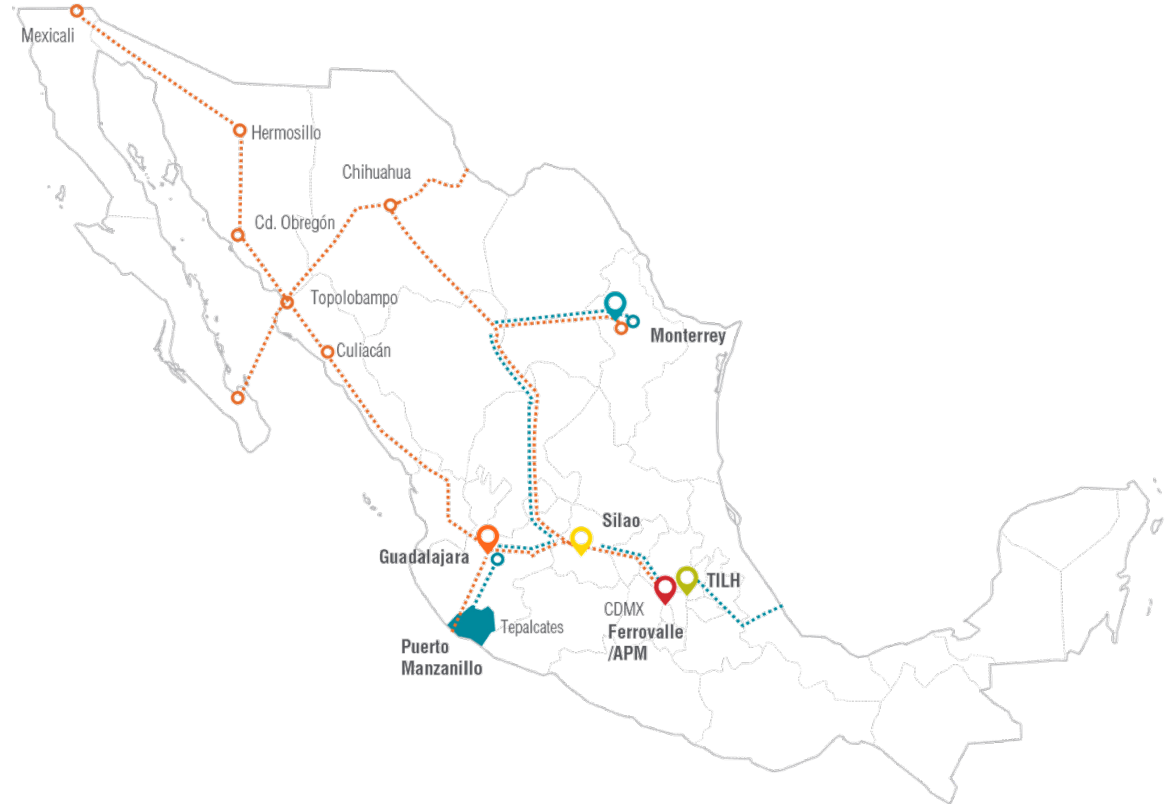 Mexicali
Hermosillo
Chihuahua
Cd. Obregón
Topolobampo
Monterrey
Culiacán
Silao
Guadalajara
TILH
CDMX
Ferrovalle
/APM
Tepalcates
Puerto
Manzanillo